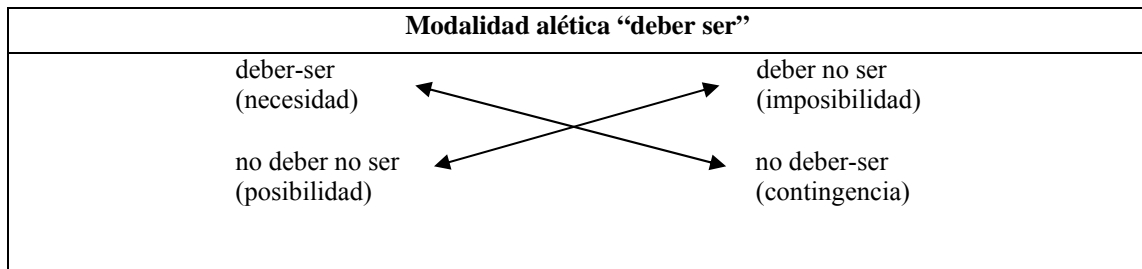 Modalidad alética “deber ser”
deber-ser
(necesidad)
deber no ser
(imposibilidad)
no deber no ser
(posibilidad)
no deber-ser
(contingencia)